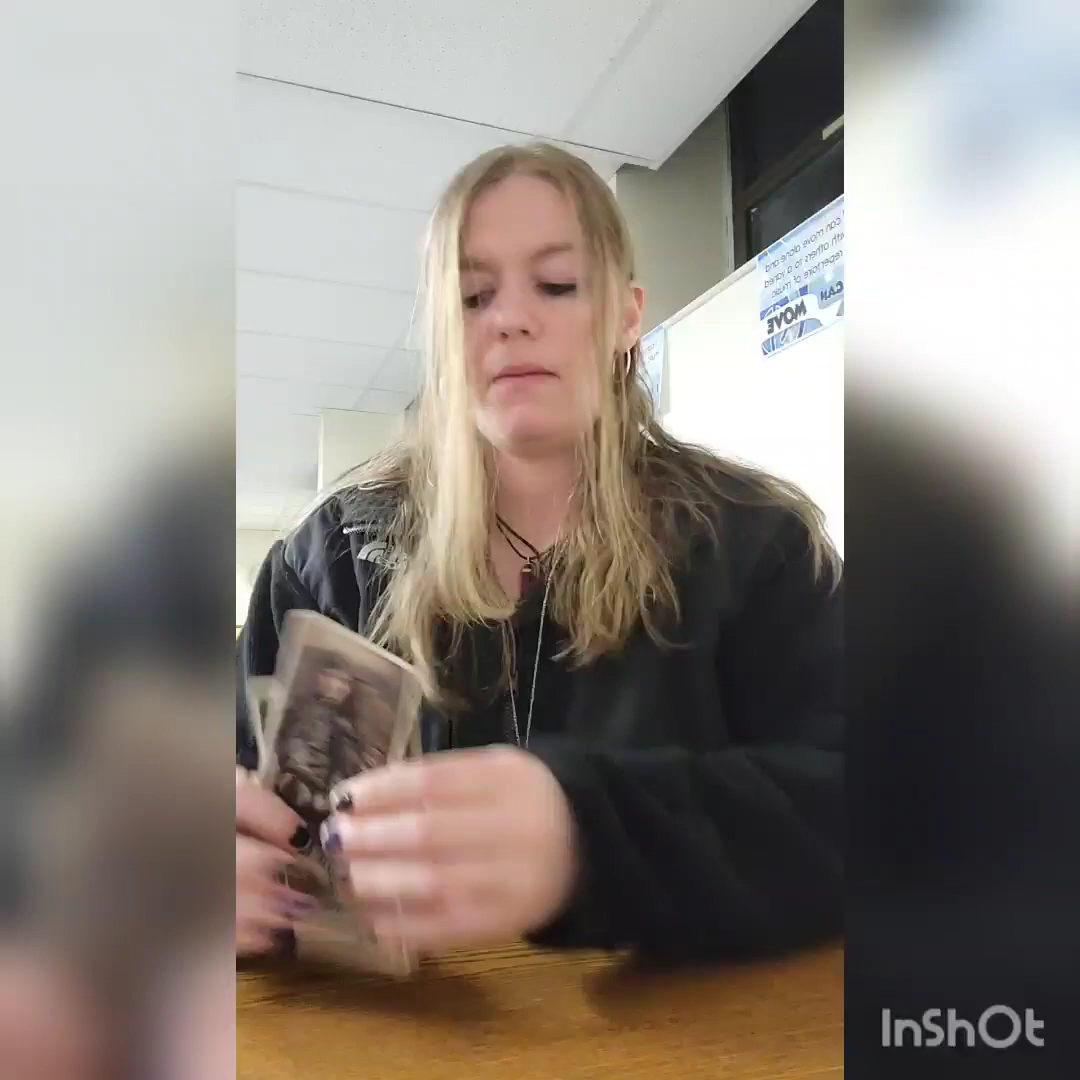 I can move alone and
with others to a varied
repertoire of music
CAN
MOVE
InShOt